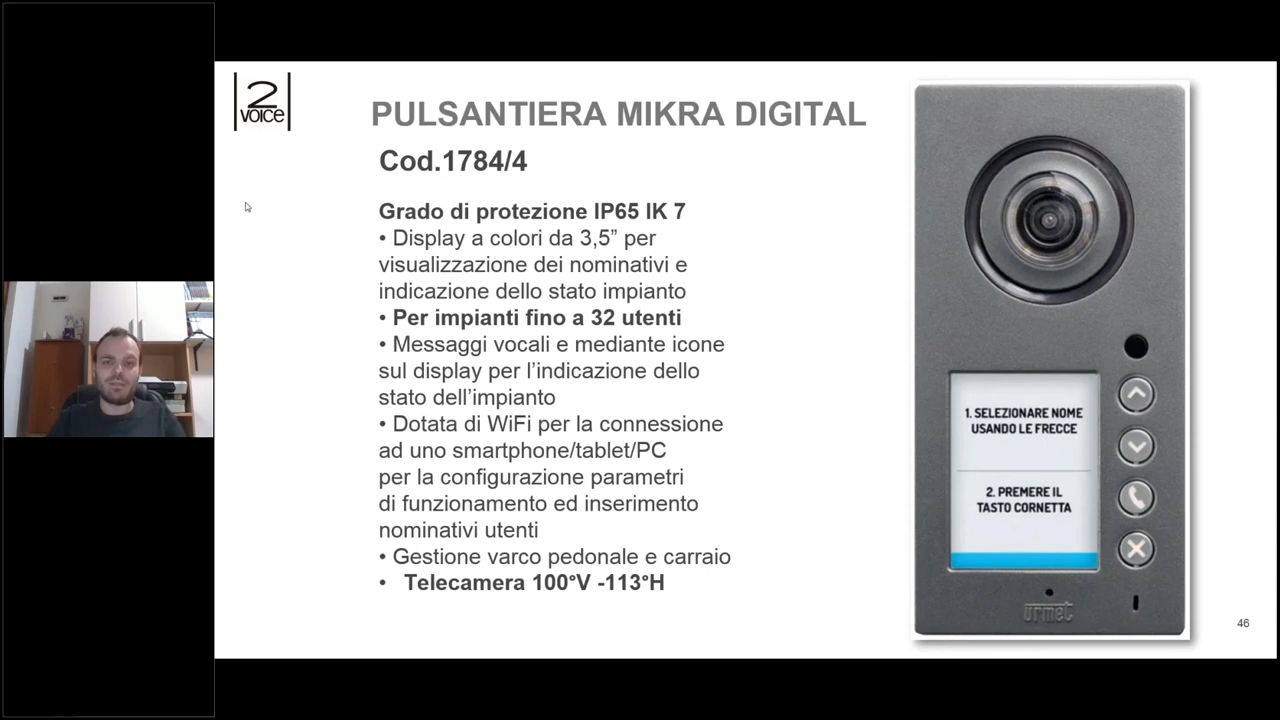 2
VOICE
PULSANTIERA MIKRA DIGITAL
Cod.1784/4
Grado di protezione IP65 IK 7
• Display a colori da 3,5” per
visualizzazione dei nominativi e
indicazione dello stato impianto
• Per impianti fino a 32 utenti
• Messaggi vocali e mediante icone
sul display per l’indicazione dello
stato dell’impianto
• Dotata di WiFi per la connessione
ad uno smartphone/tablet/PC
per la configurazione parametri
di funzionamento ed inserimento
nominativi utenti
• Gestione varco pedonale e carraio
• Telecamera 100°V -113°H
1. SELEZIONARE NOME
USANDO LE FRECCE
2. PREMERE IL
TASTO CORNETTA
urmet
46